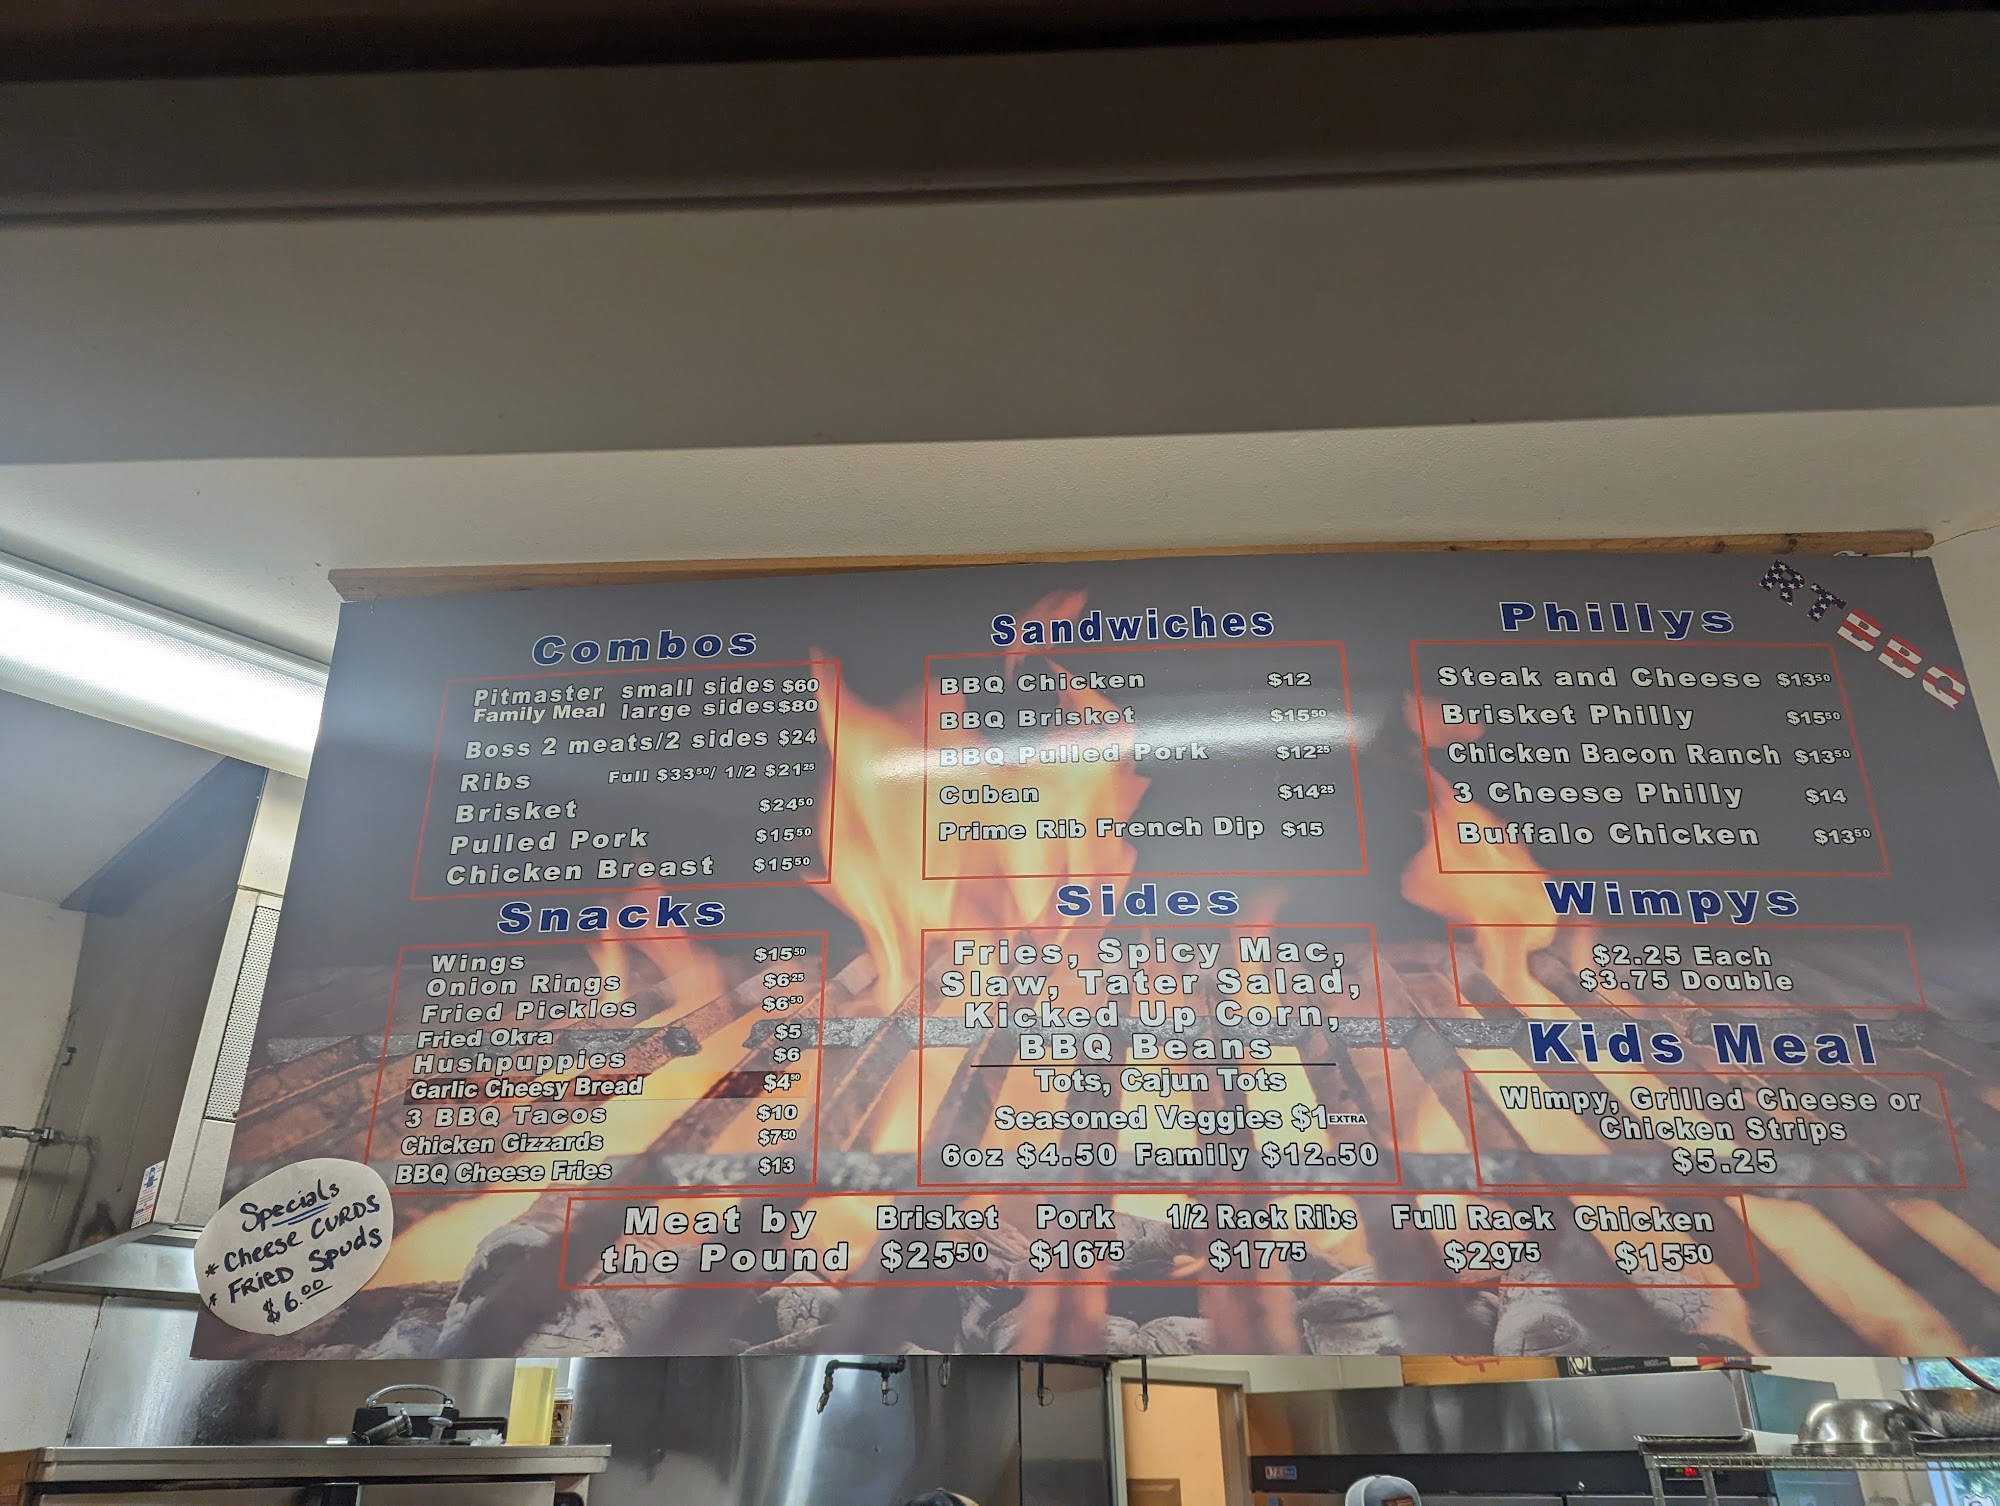 RTBBQ
Combos
Pitmaster small sides $60
Family Meal large sides $80
Boss 2 meats/2 sides $24
Ribs Full $33⁵⁰/ 1/2 $21²⁵
Brisket $24⁵⁰
Pulled Pork $15⁵⁰
Chicken Breast $15⁵⁰
Snacks
Wings $15⁵⁰
Onion Rings $6²⁵
Fried Pickles $6⁵⁰
Fried Okra $5
Hushpuppies $6
Garlic Cheesy Bread $4⁵⁰
3 BBQ Tacos $10
Chicken Gizzards $7⁵⁰
BBQ Cheese Fries $13
Specials
* Cheese CURDS
* FRIED Spuds
$6.00
Sandwiches
BBQ Chicken $12
BBQ Brisket $15⁵⁰
BBQ Pulled Pork $12²⁵
Cuban $14²⁵
Prime Rib French Dip $15
Sides
Fries, Spicy Mac,
Slaw, Tater Salad,
Kicked Up Corn,
BBQ Beans
Tots, Cajun Tots
Seasoned Veggies $1 EXTRA
6oz $4.50 Family $12.50
Phillys
Steak and Cheese $13⁵⁰
Brisket Philly $15⁵⁰
Chicken Bacon Ranch $13⁵⁰
3 Cheese Philly $14
Buffalo Chicken $13⁵⁰
Wimpys
$2.25 Each
$3.75 Double
Kids Meal
Wimpy, Grilled Cheese or
Chicken Strips
$5.25
Meat by Brisket Pork 1/2 Rack Ribs Full Rack Chicken
the Pound $25⁵⁰ $16⁷⁵ $17⁷⁵ $29⁷⁵ $15⁵⁰